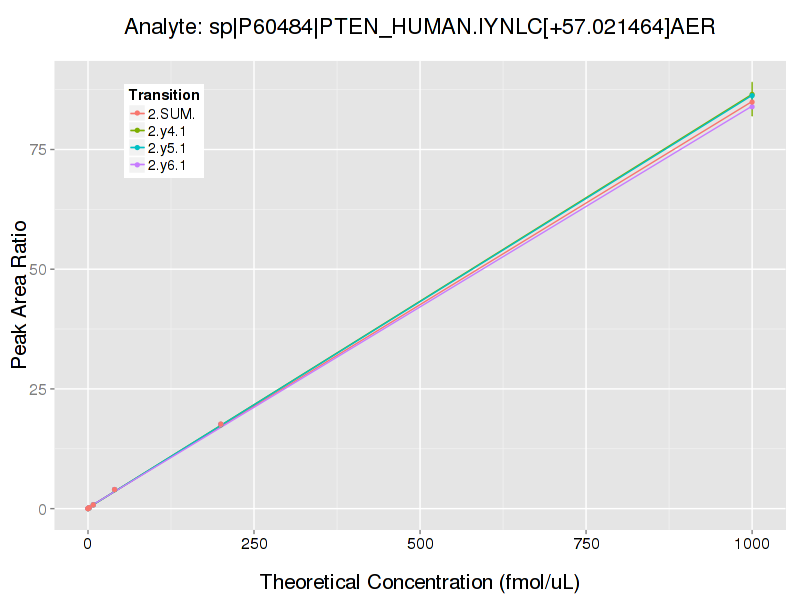 Analyte: sp|P60484|PTEN_HUMAN.IYNLC[+57.021464]AER
Transition
2.SUM.
2.y4.1
2.y5.1
2.y6.1
Peak Area Ratio
75
50
25
0
0 250 500 750 1000
Theoretical Concentration (fmol/uL)